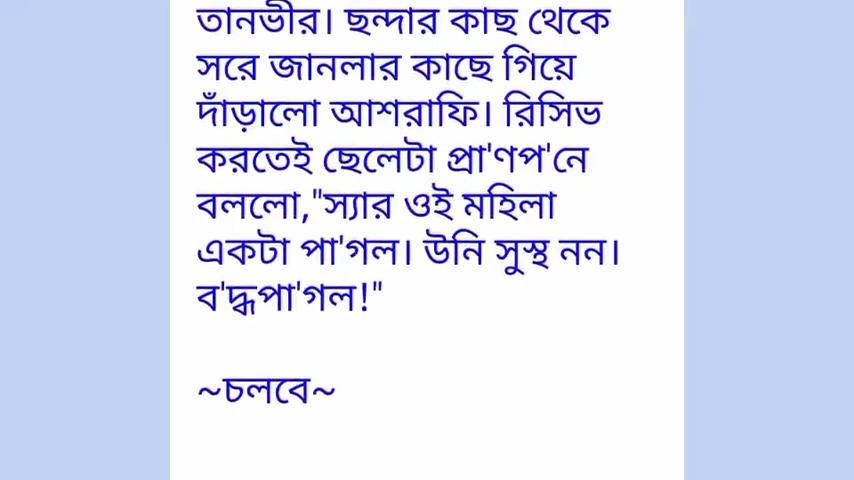 তানভীর। ছন্দার কাছ থেকে
সরে জানলার কাছে গিয়ে
দাঁড়ালো আশরাফি। রিসিভ
করতেই ছেলেটা প্রা'ণপ'নে
বললো,"স্যার ওই মহিলা
একটা পা'গল। উনি সুস্থ নন।
ব'দ্ধপা'গল!"
~চলবে~